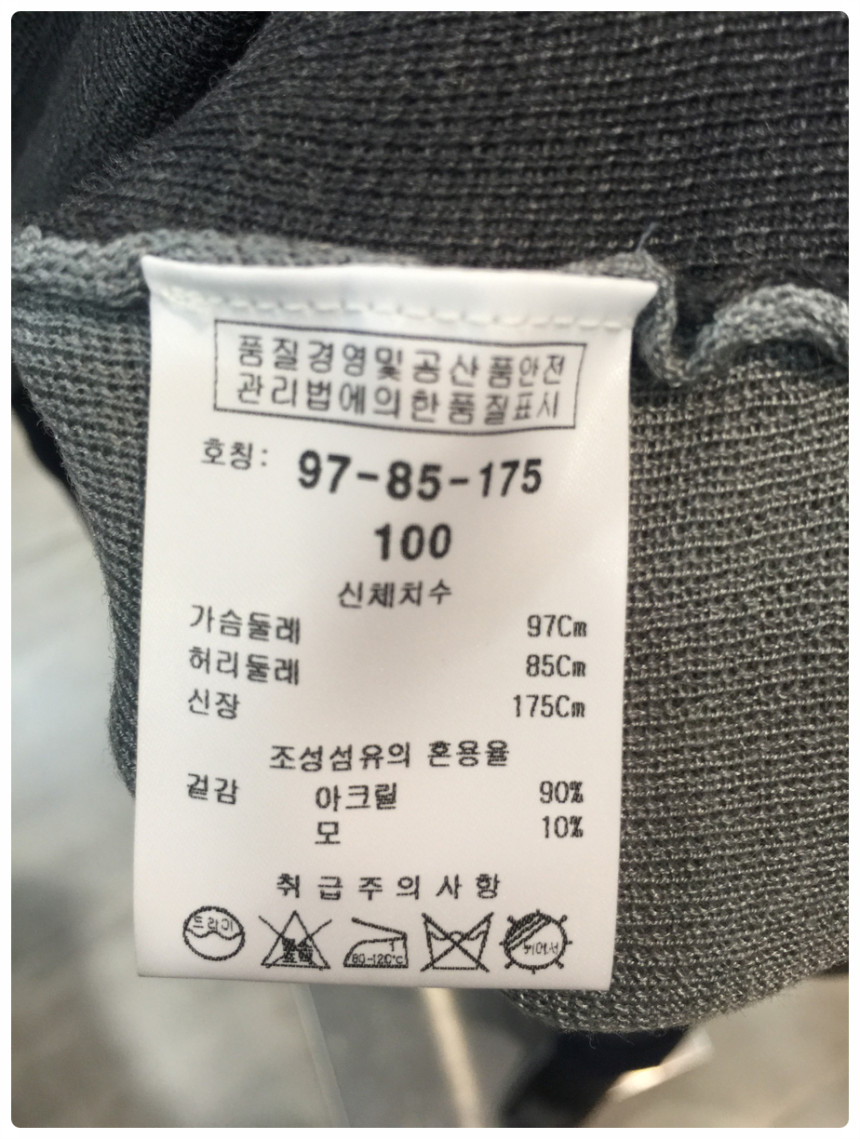 품질경영및공산품안전
관리법에의한품질표시
호칭: 97-85-175
100
신체치수
가슴둘레 97Cm
허리둘레 85Cm
신장 175Cm
조성섬유의 혼용율
겉감 아크릴 90%
모 10%
취급주의사항
드라이 80-120℃ 뉘어서